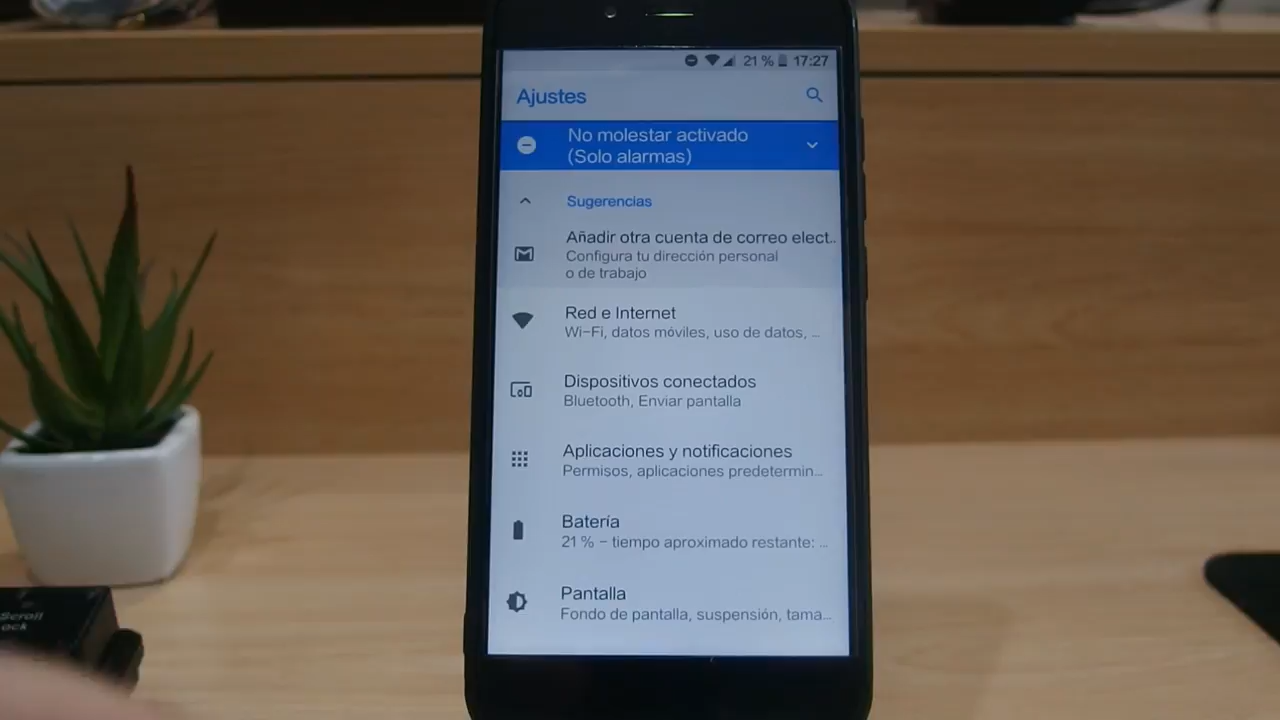 21 % 17:27
Ajustes
No molestar activado
(Solo alarmas)
Sugerencias
Añadir otra cuenta de correo elect..
Configura tu dirección personal
o de trabajo
Red e Internet
Wi-Fi, datos móviles, uso de datos, ...
Dispositivos conectados
Bluetooth, Enviar pantalla
Aplicaciones y notificaciones
Permisos, aplicaciones predetermin...
Batería
21 % – tiempo aproximado restante: ...
Pantalla
Fondo de pantalla, suspensión, tama...
Scroll